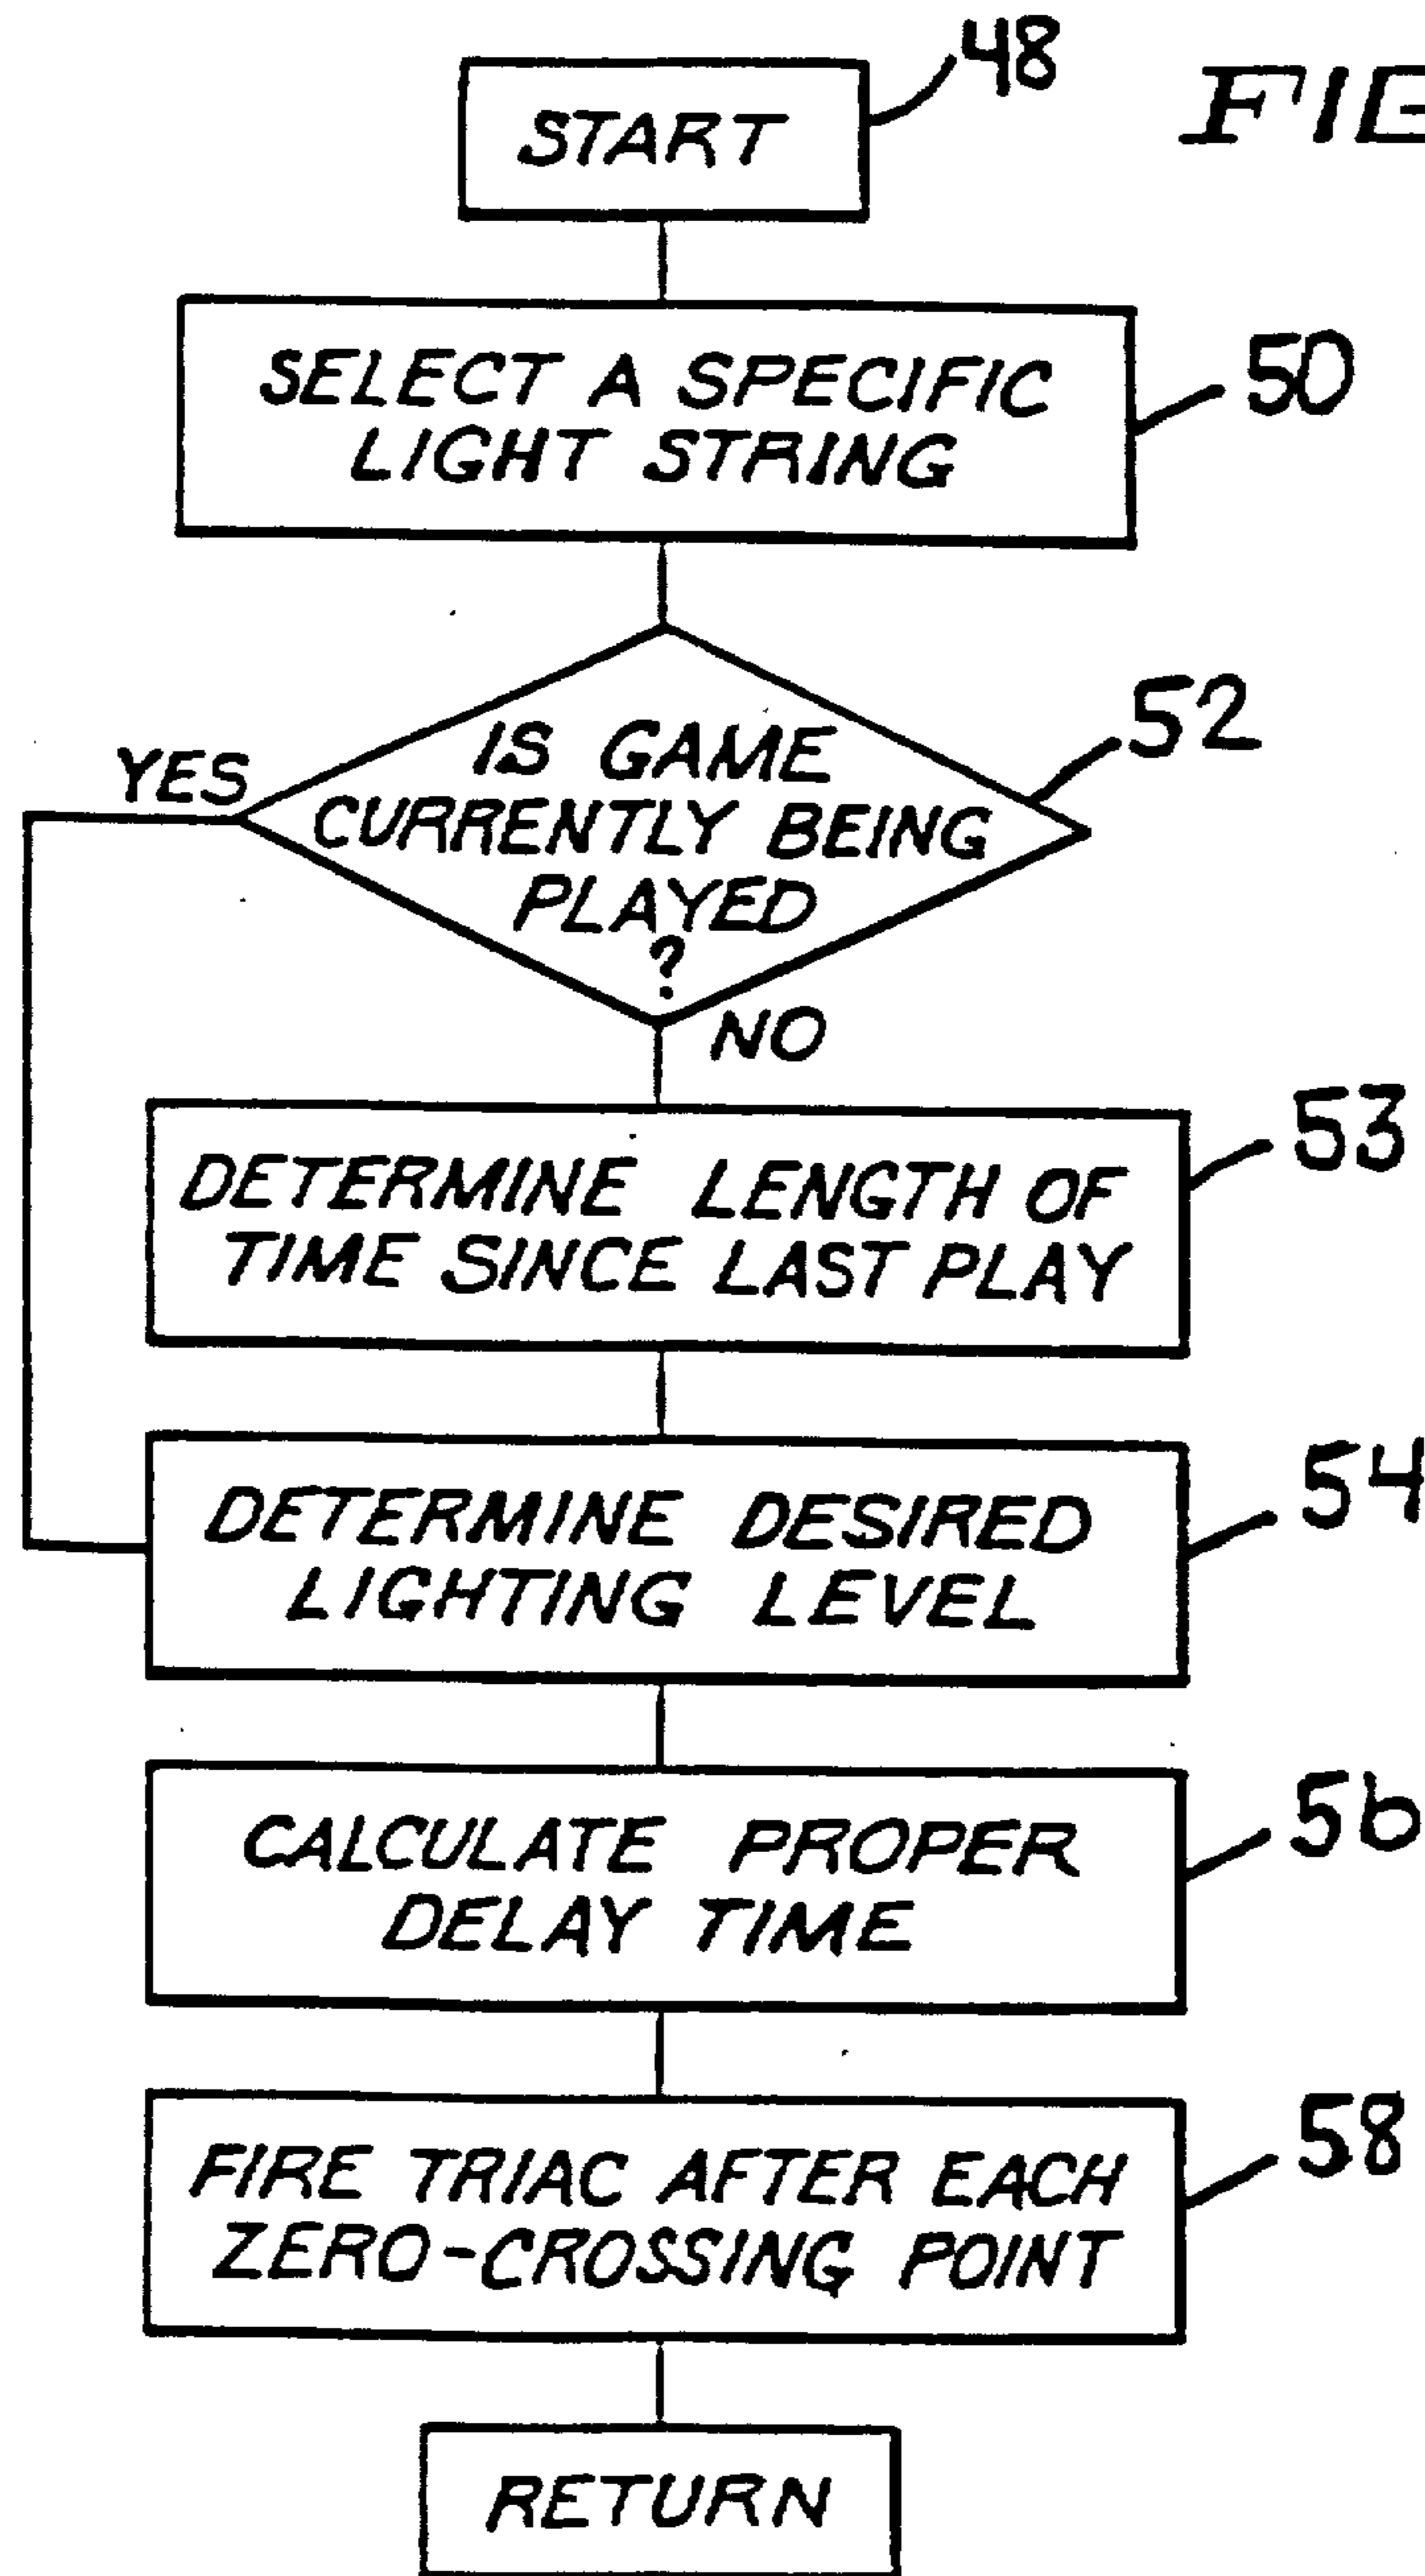 48
START
SELECT A SPECIFIC
LIGHT STRING
50
52
IS GAME
CURRENTLY BEING
PLAYED
?
YES
NO
53
DETERMINE LENGTH OF
TIME SINCE LAST PLAY
54
DETERMINE DESIRED
LIGHTING LEVEL
56
CALCULATE PROPER
DELAY TIME
58
FIRE TRIAC AFTER EACH
ZERO-CROSSING POINT
RETURN